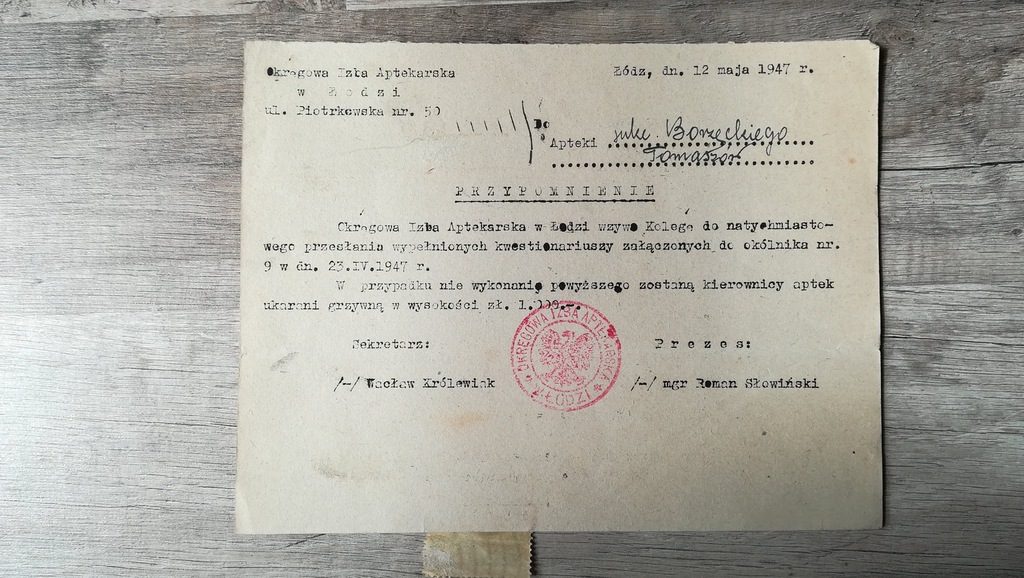 Okręgowa Izba Aptekarska
w Łodzi
ul. Piotrkowska nr. 50
Łódz, dn. 12 maja 1947 r.
Do
Apteki sukc. Borzęckiego
Tomaszów
PRZYPOMNIENIE
Okręgowa Izba Aptekarska w Łodzi wzywa Kolegę do natychmiasto-
wego przesłania wypełnionych kwestionariuszy załączonych do okólnika nr.
9 w dn. 23.IV.1947 r.
W przypadku nie wykonania powyższego zostaną kierownicy aptek
ukarani grzywną w wysokości zł. 1.000.-.
Sekretarz:
Prezes:
/-/ Wacław Królewiak
/-/ mgr Roman Słowiński
OKRĘGOWA IZBA APTEKARSKA
W ŁODZI